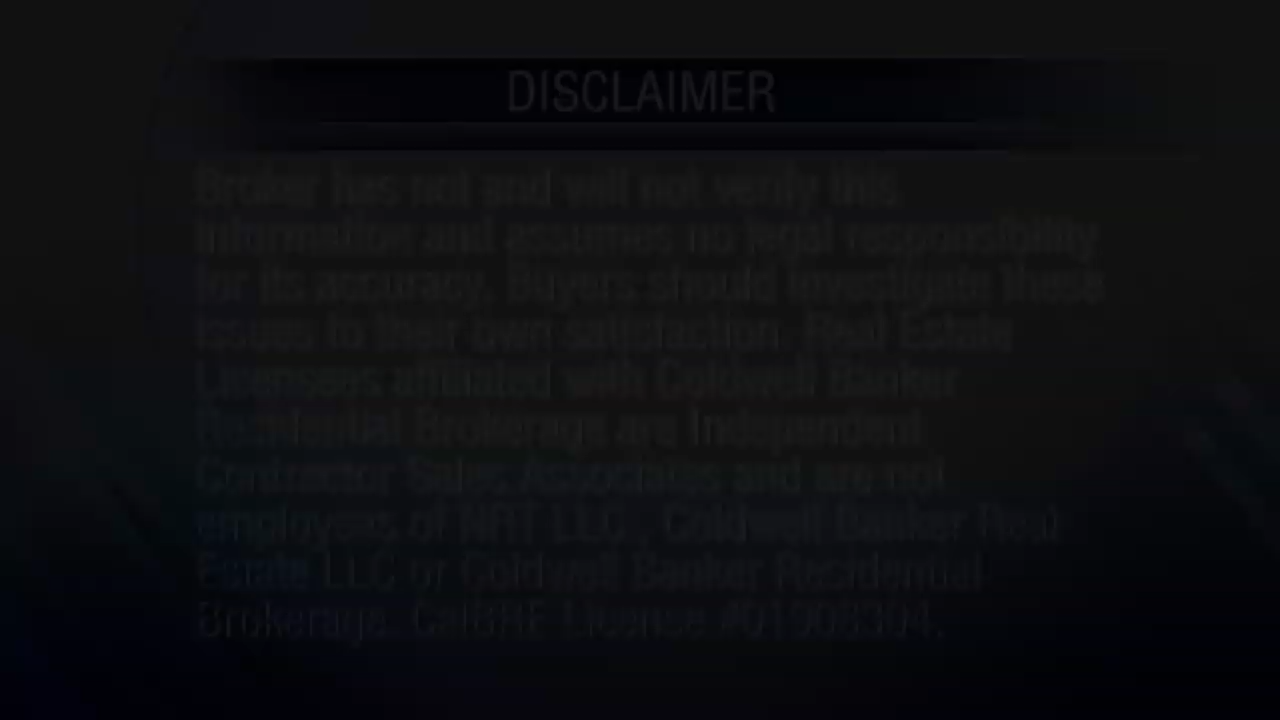 DISCLAIMER
Broker has not and will not verify this
information and assumes no legal responsibility
for its accuracy. Buyers should investigate these
issues to their own satisfaction. Real Estate
Licensees affiliated with Coldwell Banker
Residential Brokerage are Independent
Contractor Sales Associates and are not
employees of NRT LLC., Coldwell Banker Real
Estate LLC or Coldwell Banker Residential
Brokerage. CalBRE License #01908304.